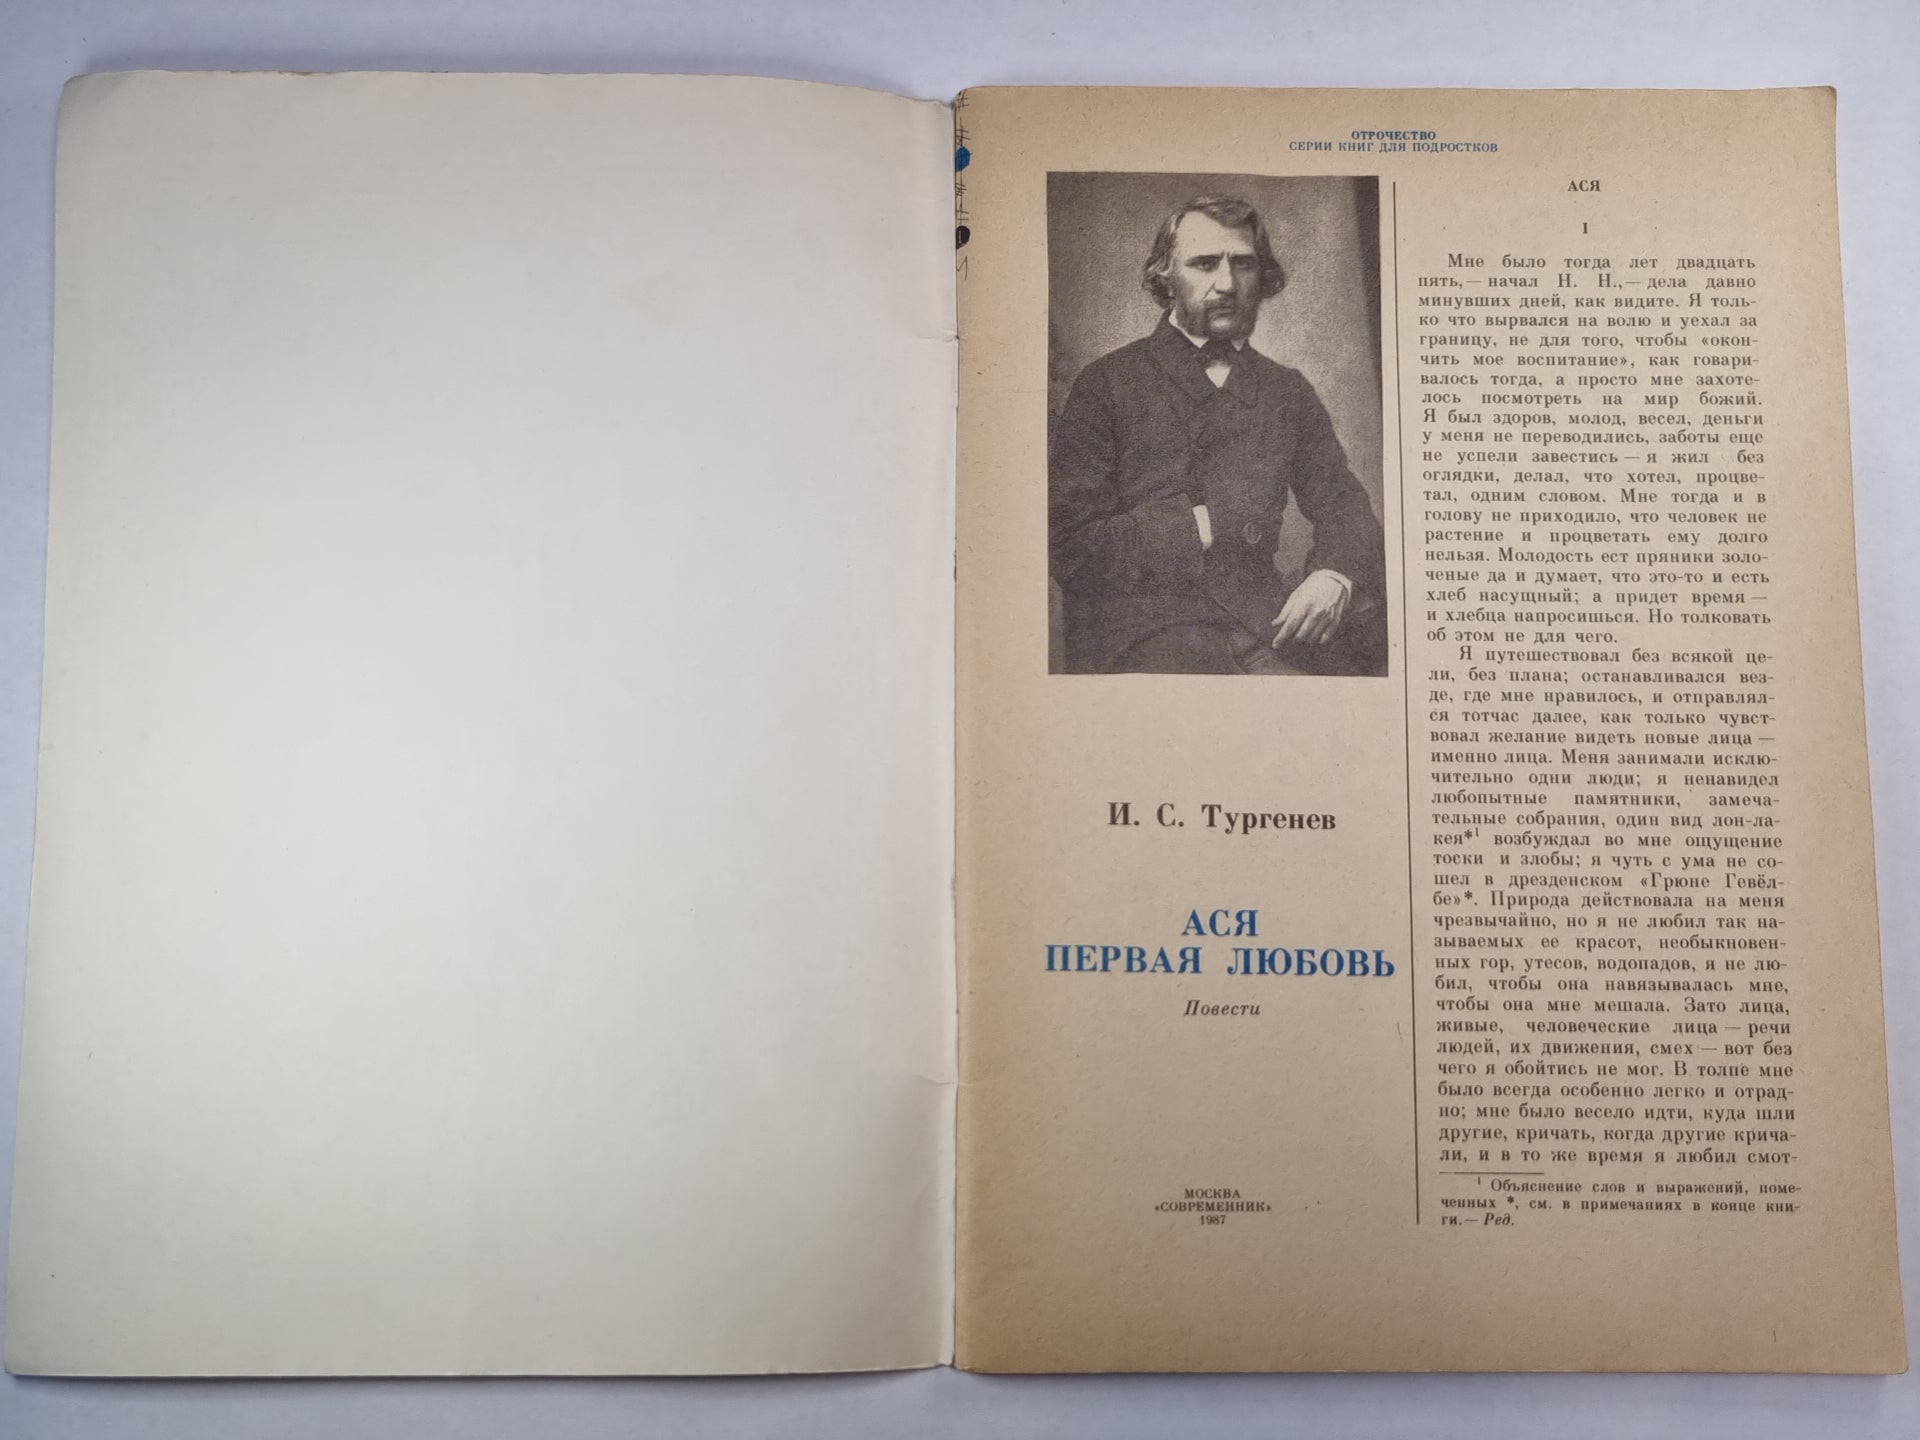 ОТРОЧЕСТВО
СЕРИИ КНИГ ДЛЯ ПОДРОСТКОВ
И. С. Тургенев
АСЯ
ПЕРВАЯ ЛЮБОВЬ
Повести
МОСКВА
«СОВРЕМЕННИК»
1987
АСЯ
I
Мне было тогда лет двадцать
пять,— начал Н. Н.,— дела давно
минувших дней, как видите. Я толь-
ко что вырвался на волю и уехал за
границу, не для того, чтобы «окон-
чить мое воспитание», как говари-
валось тогда, а просто мне захоте-
лось посмотреть на мир божий.
Я был здоров, молод, весел, деньги
у меня не переводились, заботы еще
не успели завестись — я жил без
оглядки, делал, что хотел, процве-
тал, одним словом. Мне тогда и в
голову не приходило, что человек не
растение и процветать ему долго
нельзя. Молодость ест пряники золо-
ченые да и думает, что это-то и есть
хлеб насущный; а придет время —
и хлебца напросишься. Но толковать
об этом не для чего.
Я путешествовал без всякой це-
ли, без плана; останавливался вез-
де, где мне нравилось, и отправлял-
ся тотчас далее, как только чувст-
вовал желание видеть новые лица —
именно лица. Меня занимали исклю-
чительно одни люди; я ненавидел
любопытные памятники, замеча-
тельные собрания, один вид лон-ла-
кея*¹ возбуждал во мне ощущение
тоски и злобы; я чуть с ума не со-
шел в дрезденском «Грюне Гевёл-
бе»*. Природа действовала на меня
чрезвычайно, но я не любил так на-
зываемых ее красот, необыкновен-
ных гор, утесов, водопадов, я не лю-
бил, чтобы она навязывалась мне,
чтобы она мне мешала. Зато лица,
живые, человеческие лица — речи
людей, их движения, смех — вот без
чего я обойтись не мог. В толпе мне
было всегда особенно легко и отрад-
но; мне было весело идти, куда шли
другие, кричать, когда другие крича-
ли, и в то же время я любил смот-
¹ Объяснение слов и выражений, поме-
ченных *, см. в примечаниях в конце кни-
ги.— Ред.